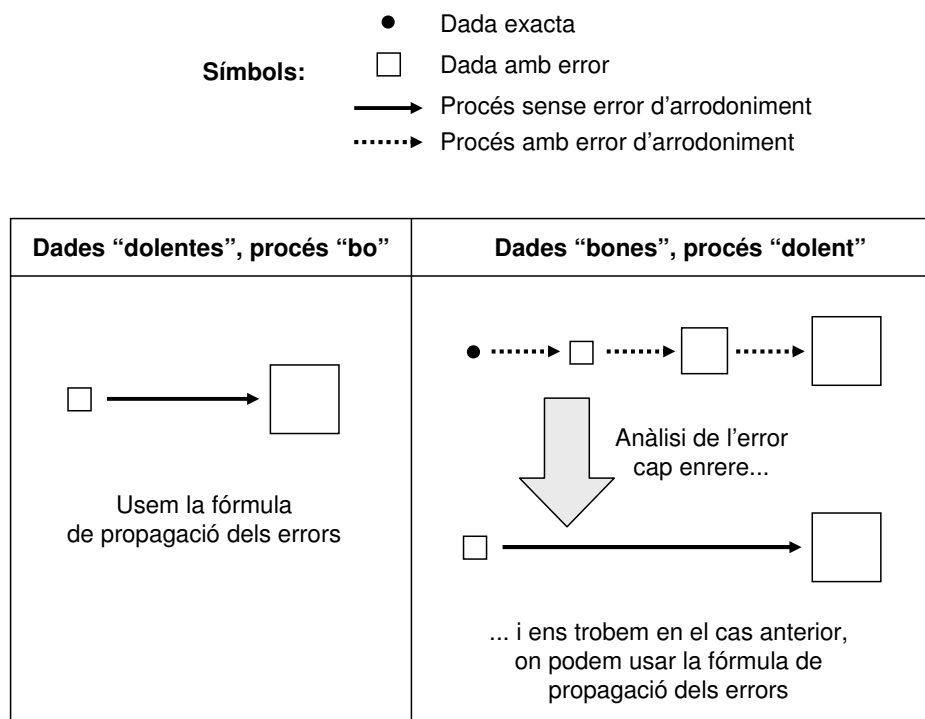 Símbols:
Dada exacta
Dada amb error
Procés sense error d'arrodoniment
Procés amb error d'arrodoniment
Dades “dolentes”, procés “bo”
Dades “bones”, procés “dolent”
Usem la fórmula
de propagació dels errors
Anàlisi de l'error
cap enrere...
... i ens trobem en el cas anterior,
on podem usar la fórmula de
propagació dels errors